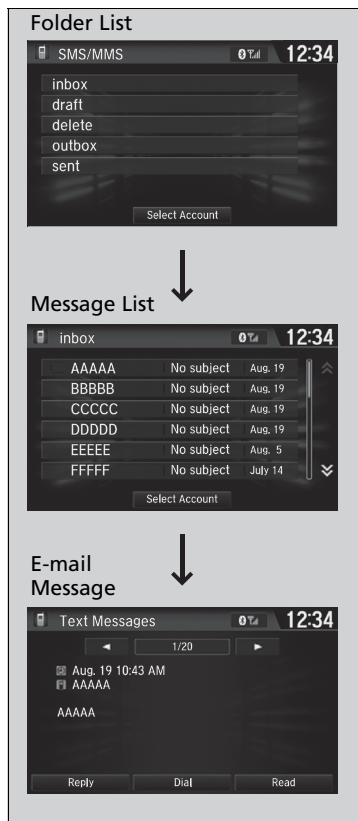 Folder List
SMS/MMS 12:34
inbox
draft
delete
outbox
sent
Select Account
Message List
inbox 12:34
AAAAA No subject Aug. 19
BBBBB No subject Aug. 19
CCCCC No subject Aug. 19
DDDDD No subject Aug. 19
EEEEE No subject Aug. 5
FFFFF No subject July 14
Select Account
E-mail
Message
Text Messages 12:34
1/20
Aug. 19 10:43 AM
AAAAA
AAAAA
Reply Dial Read